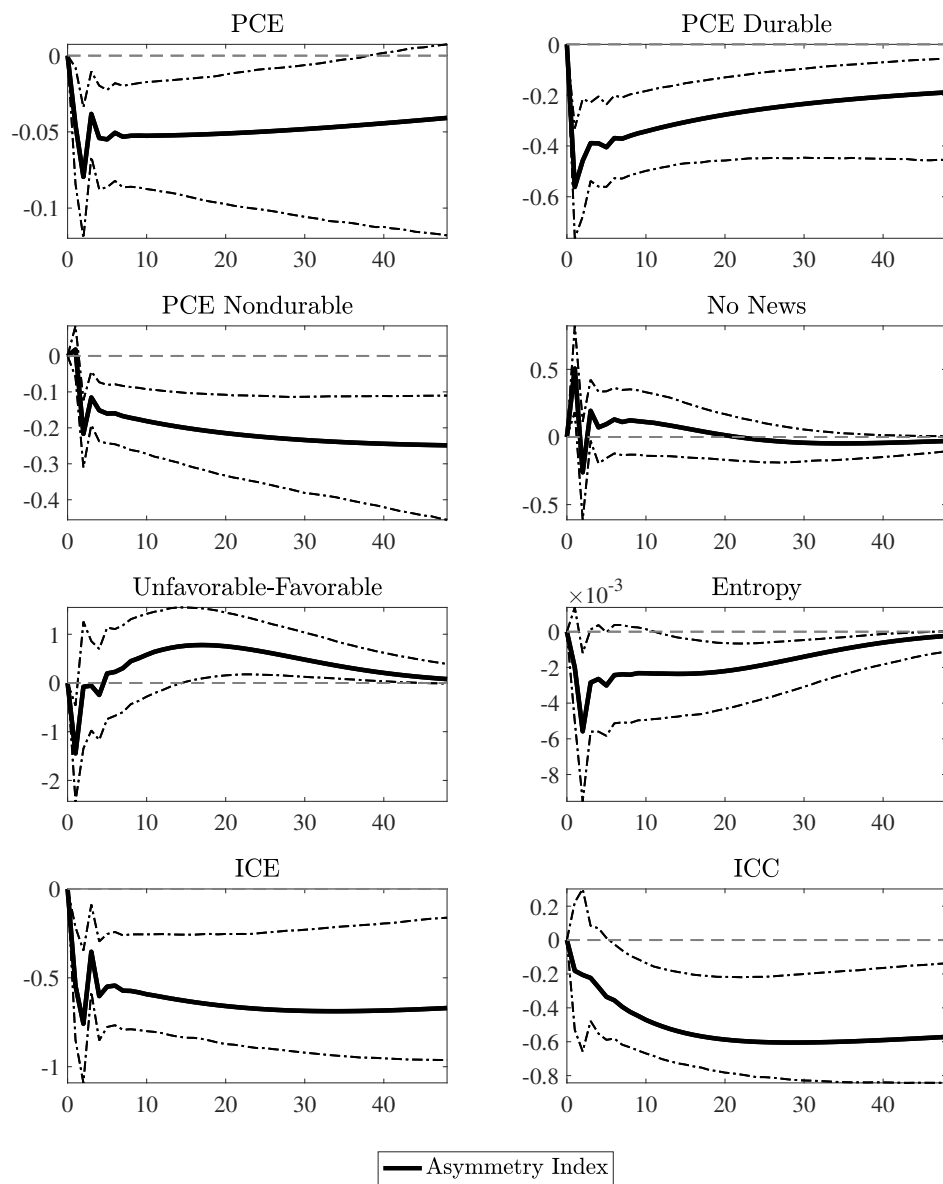 PCE
0
-0.05
-0.1
0 10 20 30 40
PCE Durable
0
-0.2
-0.4
-0.6
0 10 20 30 40
PCE Nondurable
0
-0.1
-0.2
-0.3
-0.4
0 10 20 30 40
No News
0.5
0
-0.5
0 10 20 30 40
Unfavorable-Favorable
1
0
-1
-2
0 10 20 30 40
Entropy
×10⁻³
0
-2
-4
-6
-8
0 10 20 30 40
ICE
0
-0.5
-1
0 10 20 30 40
ICC
0.2
0
-0.2
-0.4
-0.6
-0.8
0 10 20 30 40
Asymmetry Index